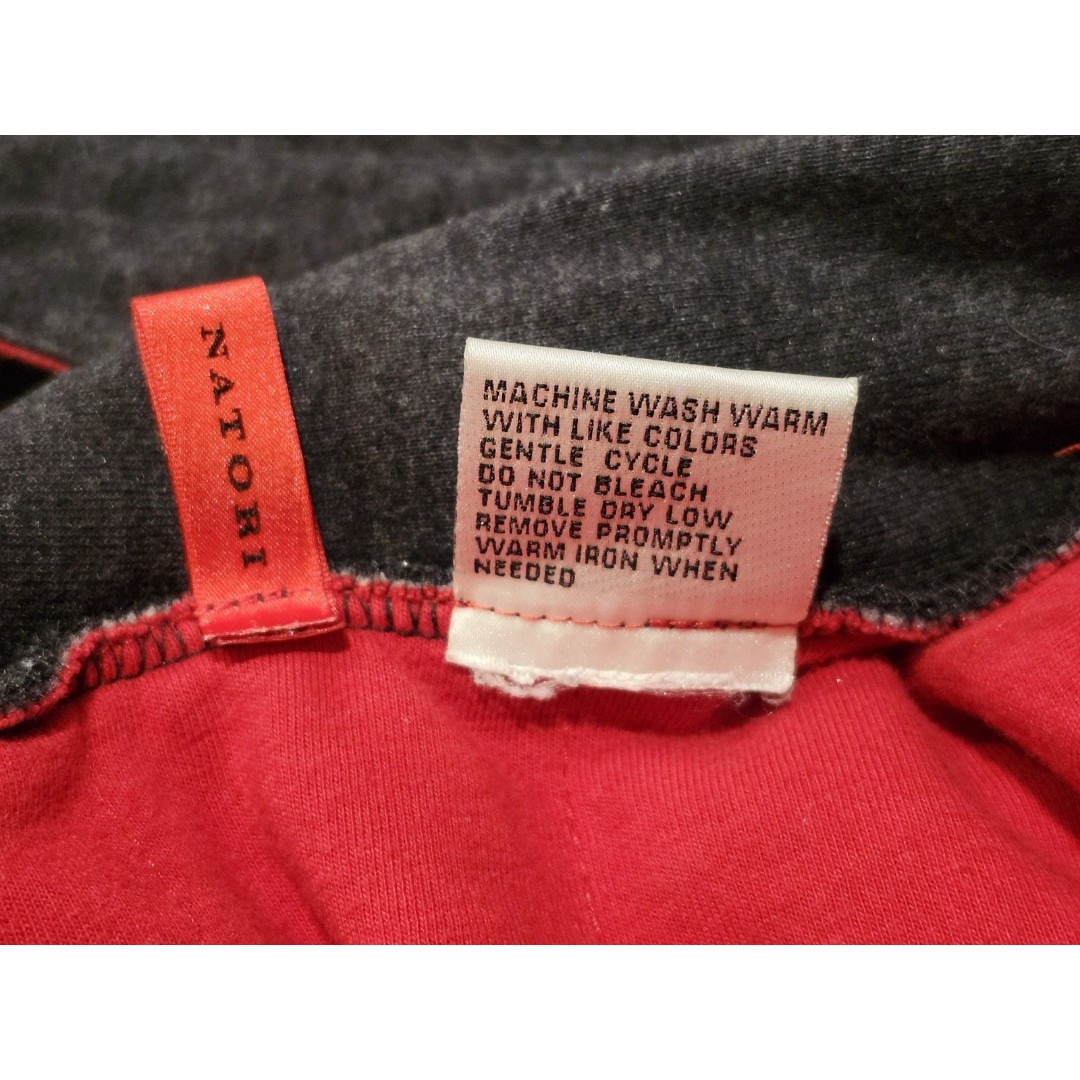 NATORI
MACHINE WASH WARM
WITH LIKE COLORS
GENTLE CYCLE
DO NOT BLEACH
TUMBLE DRY LOW
REMOVE PROMPTLY
WARM IRON WHEN
NEEDED